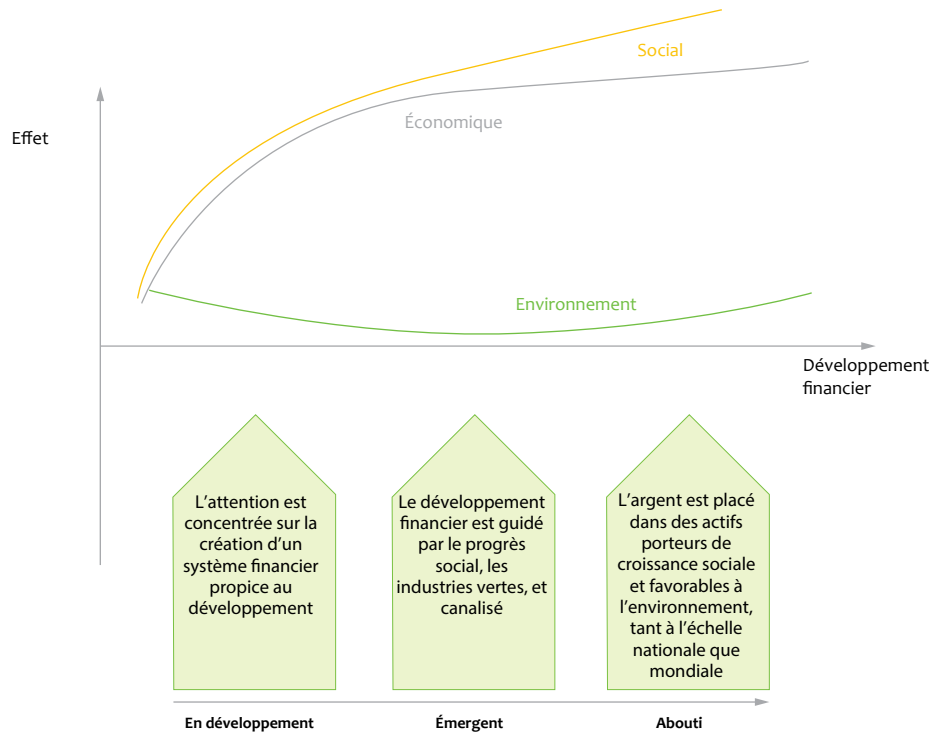 Social
Économique
Effet
Environnement
Développement
financier
L’attention est
concentrée sur la
création d’un
système financier
propice au
développement
Le développement
financier est guidé
par le progrès
social, les
industries vertes, et
canalisé
L’argent est placé
dans des actifs
porteurs de
croissance sociale
et favorables à
l’environnement,
tant à l’échelle
nationale que
mondiale
En développement
Émergent
Abouti